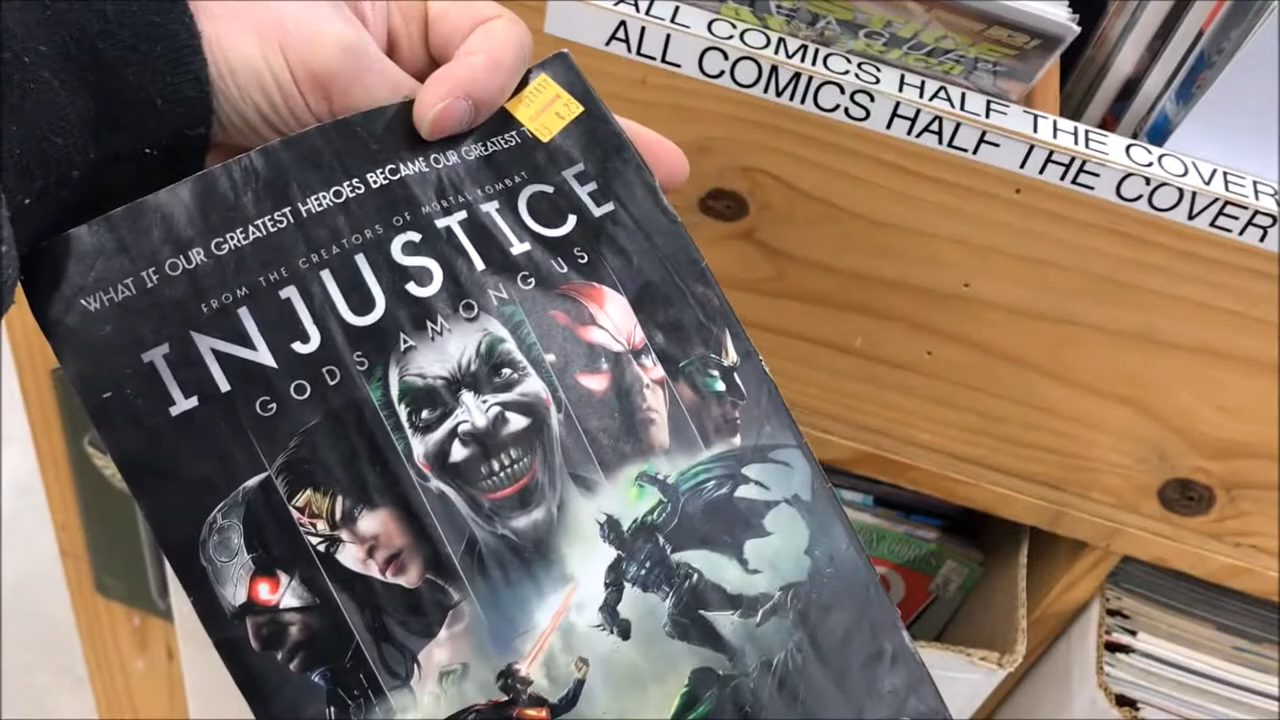 ALL COMICS HALF THE COVER
ALL COMICS HALF THE COVER
WHAT IF OUR GREATEST HEROES BECAME OUR GREATEST
FROM THE CREATORS OF MORTAL KOMBAT
INJUSTICE
GODS AMONG US